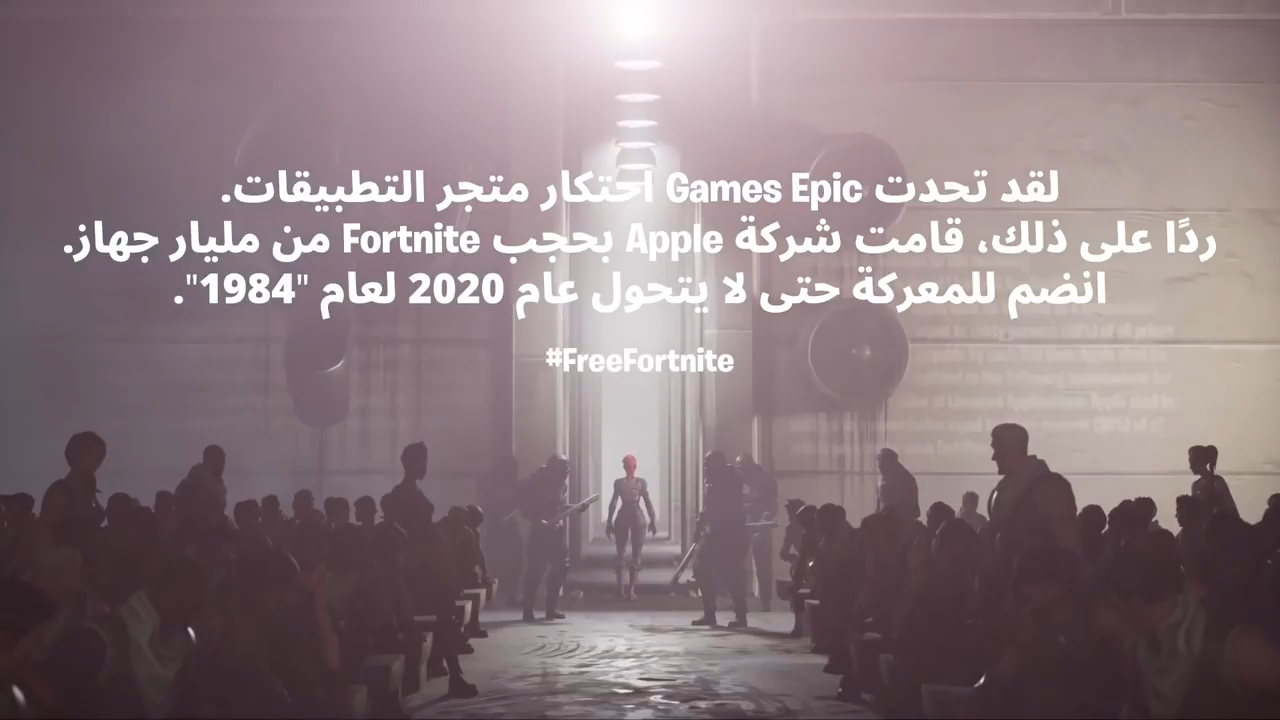 لقد تحدت Games Epic احتكار متجر التطبيقات.
ردًا على ذلك، قامت شركة Apple بحجب Fortnite من مليار جهاز.
انضم للمعركة حتى لا يتحول عام 2020 لعام "1984".
#FreeFortnite